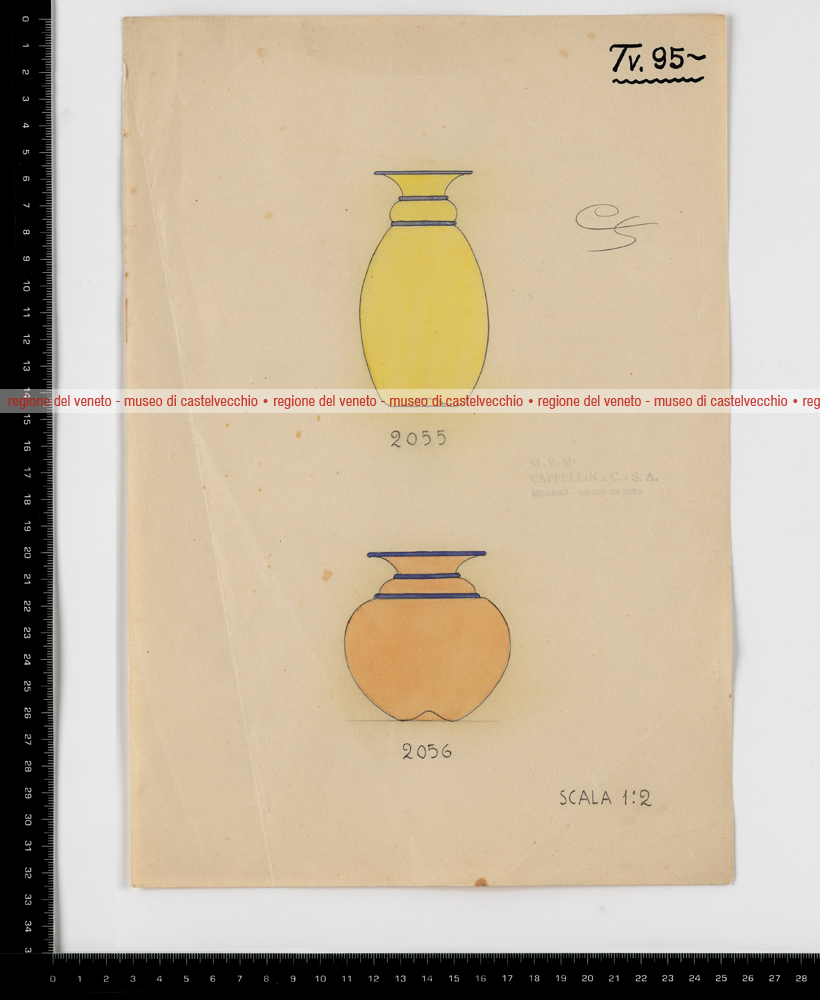 Tv. 95~
regione del veneto - museo di castelvecchio • regione del veneto - museo di castelvecchio • regione del veneto - museo di castelvecchio • reg
2055
M.V.M.
CAPPELLIN & C. - S. A.
MURANO
2056
SCALA 1:2
0 1 2 3 4 5 6 7 8 9 10 11 12 13 14 15 16 17 18 19 20 21 22 23 24 25 26 27 28 29 30 31 32 33 34 3
0 1 2 3 4 5 6 7 8 9 10 11 12 13 14 15 16 17 18 19 20 21 22 23 24 25 26 27 28